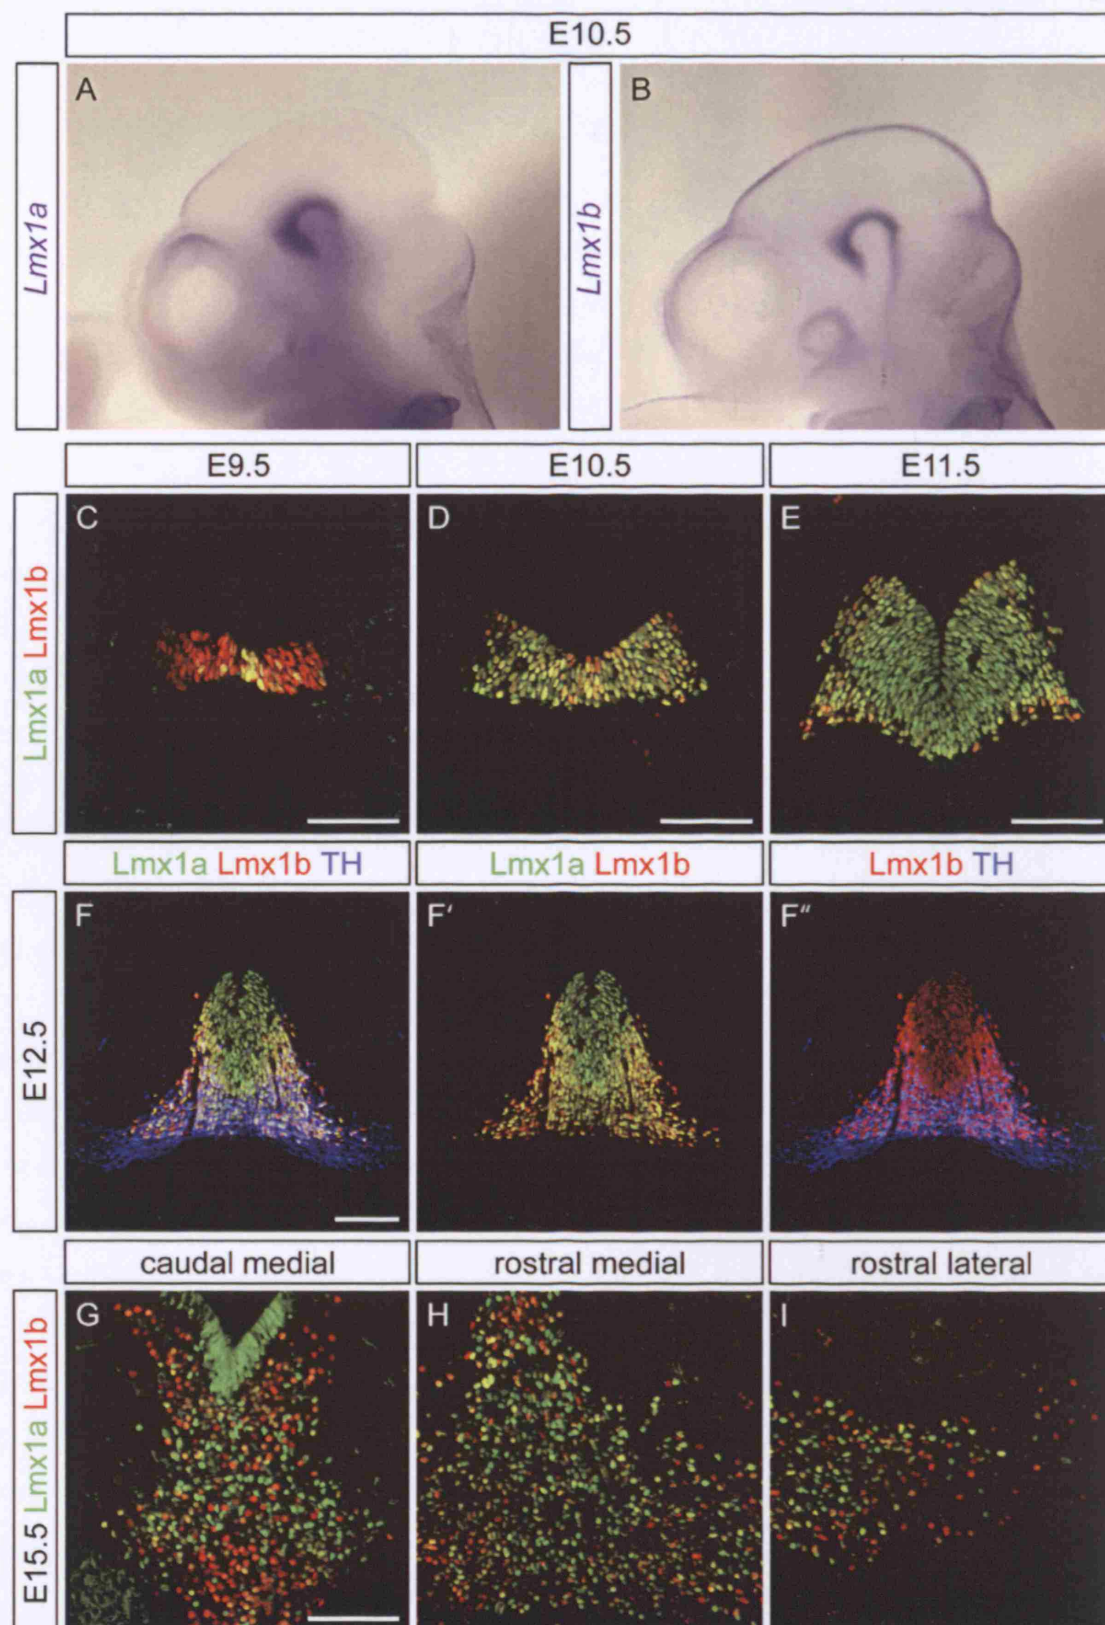 E10.5
Lmx1a
A
Lmx1b
B
E9.5
E10.5
E11.5
Lmx1a Lmx1b
C
D
E
Lmx1a Lmx1b TH
Lmx1a Lmx1b
Lmx1b TH
E12.5
F
F'
F"
caudal medial
rostral medial
rostral lateral
E15.5 Lmx1a Lmx1b
G
H
I